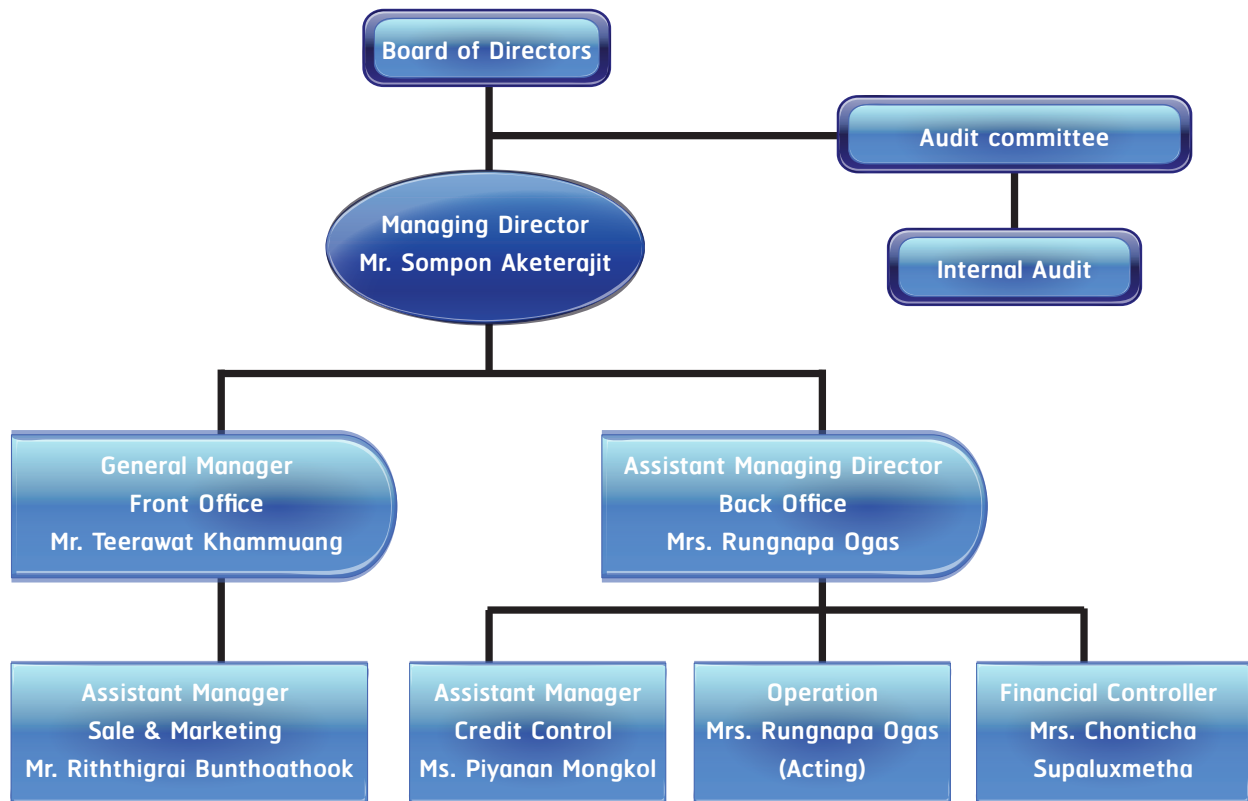 Board of Directors
Audit committee
Managing Director
Mr. Sompon Aketerajit
Internal Audit
General Manager
Front Office
Mr. Teerawat Khammuang
Assistant Managing Director
Back Office
Mrs. Rungnapa Ogas
Assistant Manager
Sale & Marketing
Mr. Riththigrai Bunthoathook
Assistant Manager
Credit Control
Ms. Piyanan Mongkol
Operation
Mrs. Rungnapa Ogas
(Acting)
Financial Controller
Mrs. Chonticha
Supaluxmetha